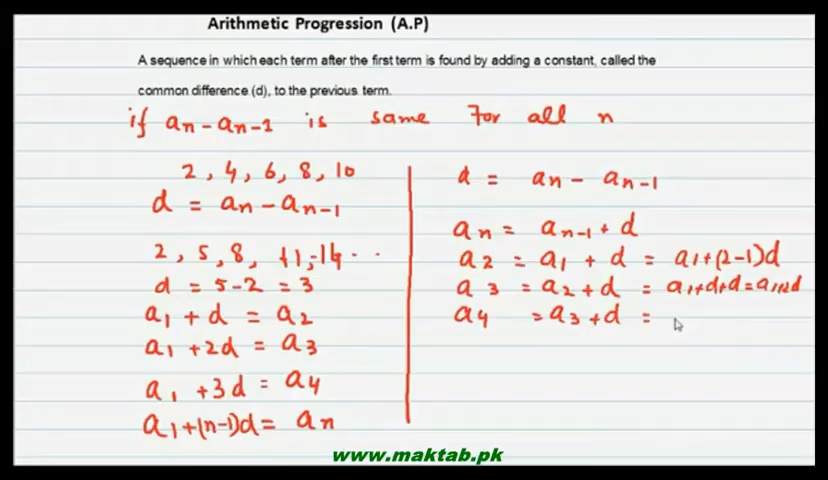 Arithmetic Progression (A.P)
A sequence in which each term after the first term is found by adding a constant, called the
common difference (d), to the previous term.
if an - an-1 is same for all n
2, 4, 6, 8, 10
d = an - an-1
2, 5, 8, 11, 14 ..
d = 5-2 = 3
a1 + d = a2
a1 + 2d = a3
a1 + 3d = a4
a1 + (n-1)d = an
d = an - an-1
an = an-1 + d
a2 = a1 + d = a1+(2-1)d
a3 = a2 + d = a1+d+d=a1+2d
a4 = a3 + d =
www.maktab.pk